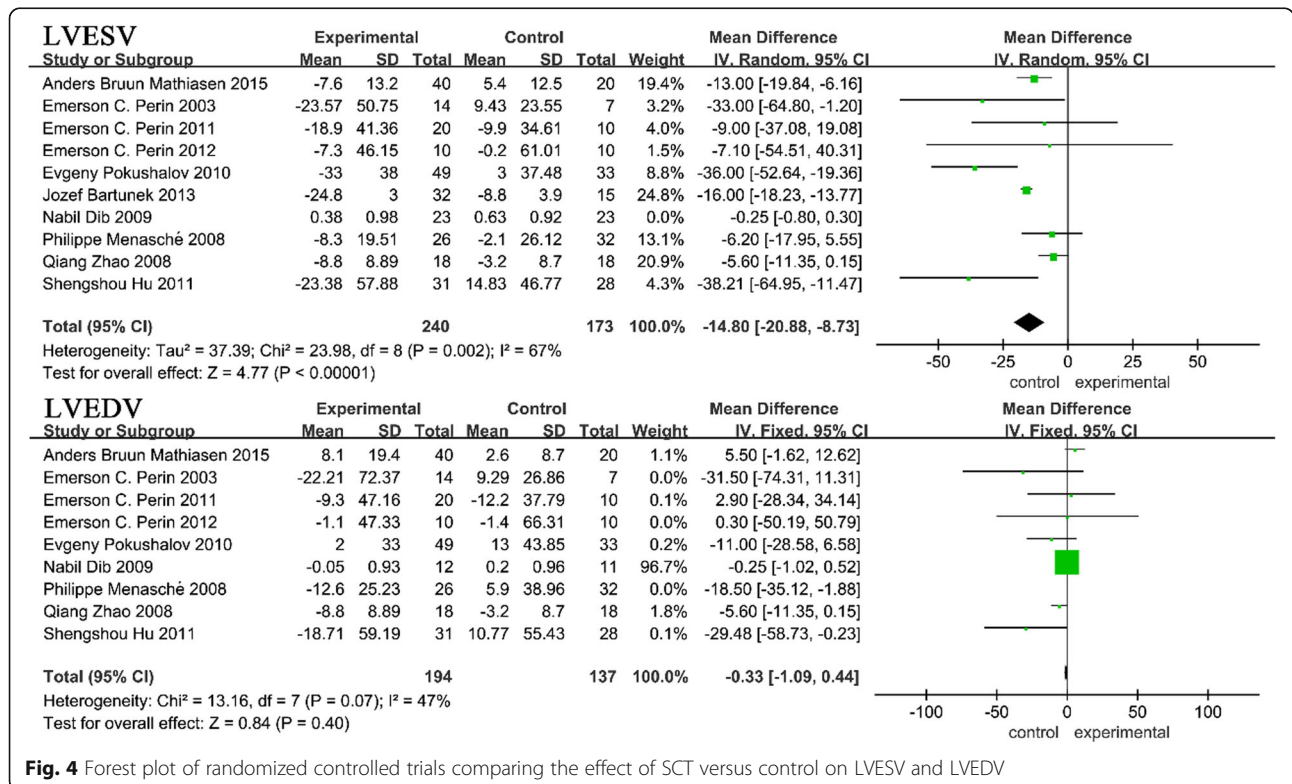 LVESV Experimental Control Mean Difference Mean Difference
Study or Subgroup Mean SD Total Mean SD Total Weight IV. Random. 95% CI IV. Random. 95% CI
Anders Bruun Mathiasen 2015 -7.6 13.2 40 5.4 12.5 20 19.4% -13.00 [-19.84, -6.16]
Emerson C. Perin 2003 -23.57 50.75 14 9.43 23.55 7 3.2% -33.00 [-64.80, -1.20]
Emerson C. Perin 2011 -18.9 41.36 20 -9.9 34.61 10 4.0% -9.00 [-37.08, 19.08]
Emerson C. Perin 2012 -7.3 46.15 10 -0.2 61.01 10 1.5% -7.10 [-54.51, 40.31]
Evgeny Pokushalov 2010 -33 38 49 3 37.48 33 8.8% -36.00 [-52.64, -19.36]
Jozef Bartunek 2013 -24.8 3 32 -8.8 3.9 15 24.8% -16.00 [-18.23, -13.77]
Nabil Dib 2009 0.38 0.98 23 0.63 0.92 23 0.0% -0.25 [-0.80, 0.30]
Philippe Menasché 2008 -8.3 19.51 26 -2.1 26.12 32 13.1% -6.20 [-17.95, 5.55]
Qiang Zhao 2008 -8.8 8.89 18 -3.2 8.7 18 20.9% -5.60 [-11.35, 0.15]
Shengshou Hu 2011 -23.38 57.88 31 14.83 46.77 28 4.3% -38.21 [-64.95, -11.47]
Total (95% CI) 240 173 100.0% -14.80 [-20.88, -8.73]
Heterogeneity: Tau² = 37.39; Chi² = 23.98, df = 8 (P = 0.002); I² = 67%
Test for overall effect: Z = 4.77 (P < 0.00001)
-50 -25 0 25 50
control experimental
LVEDV Experimental Control Mean Difference Mean Difference
Study or Subgroup Mean SD Total Mean SD Total Weight IV. Fixed. 95% CI IV. Fixed. 95% CI
Anders Bruun Mathiasen 2015 8.1 19.4 40 2.6 8.7 20 1.1% 5.50 [-1.62, 12.62]
Emerson C. Perin 2003 -22.21 72.37 14 9.29 26.86 7 0.0% -31.50 [-74.31, 11.31]
Emerson C. Perin 2011 -9.3 47.16 20 -12.2 37.79 10 0.1% 2.90 [-28.34, 34.14]
Emerson C. Perin 2012 -1.1 47.33 10 -1.4 66.31 10 0.0% 0.30 [-50.19, 50.79]
Evgeny Pokushalov 2010 2 33 49 13 43.85 33 0.2% -11.00 [-28.58, 6.58]
Nabil Dib 2009 -0.05 0.93 12 0.2 0.96 11 96.7% -0.25 [-1.02, 0.52]
Philippe Menasché 2008 -12.6 25.23 26 5.9 38.96 32 0.2% -18.50 [-35.12, -1.88]
Qiang Zhao 2008 -8.8 8.89 18 -3.2 8.7 18 1.8% -5.60 [-11.35, 0.15]
Shengshou Hu 2011 -18.71 59.19 31 10.77 55.43 28 0.1% -29.48 [-58.73, -0.23]
Total (95% CI) 194 137 100.0% -0.33 [-1.09, 0.44]
Heterogeneity: Chi² = 13.16, df = 7 (P = 0.07); I² = 47%
Test for overall effect: Z = 0.84 (P = 0.40)
-100 -50 0 50 100
control experimental
Fig. 4 Forest plot of randomized controlled trials comparing the effect of SCT versus control on LVESV and LVEDV